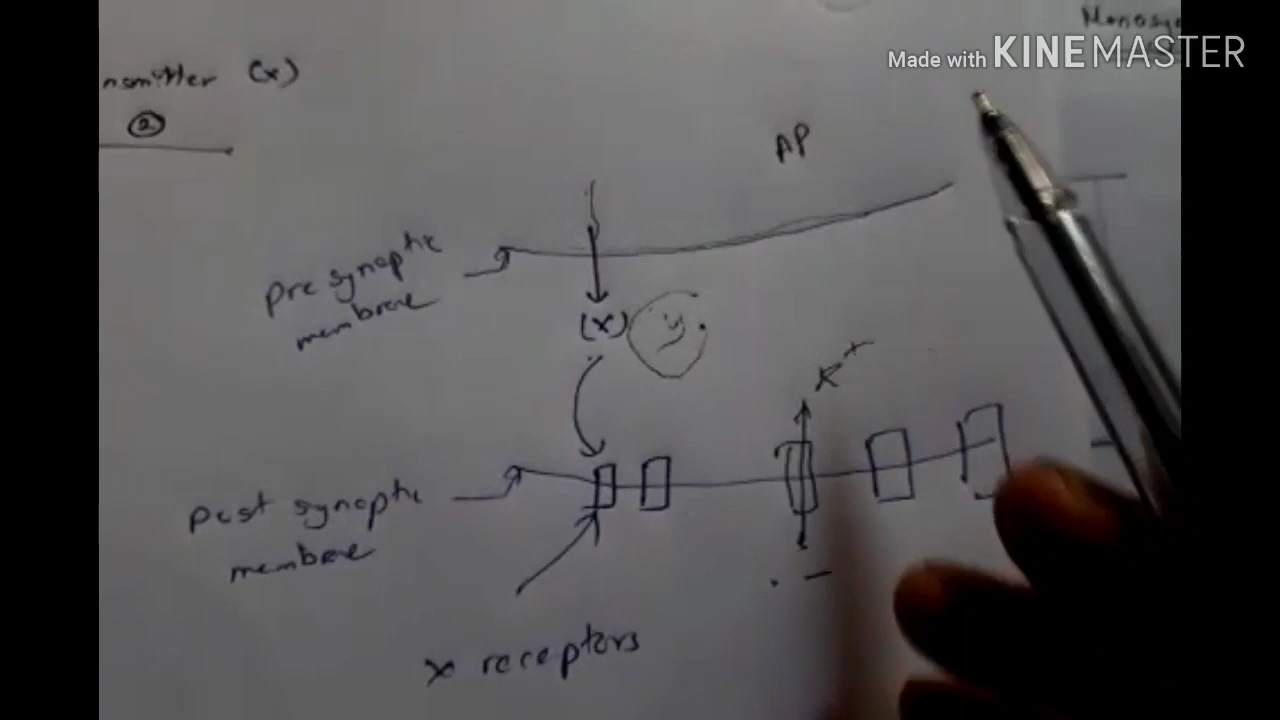 Made with KINEMASTER
nsmitter (x)
2
AP
Pre synaptic
membrane
(x) y
K+
Post synaptic
membrane
x receptors